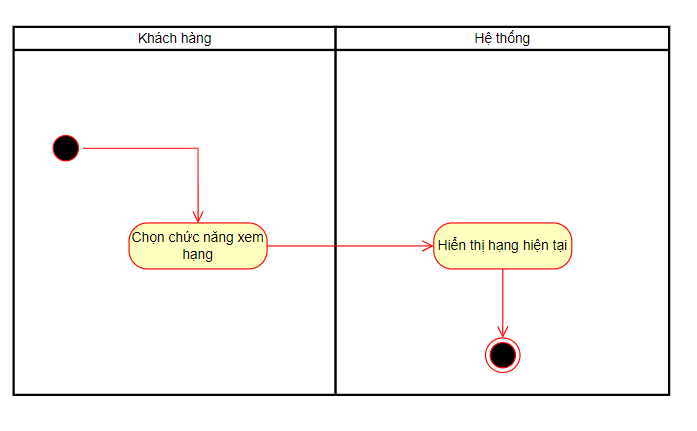 Khách hàng
Hệ thống
Chọn chức năng xem
hạng
Hiển thị hạng hiện tại